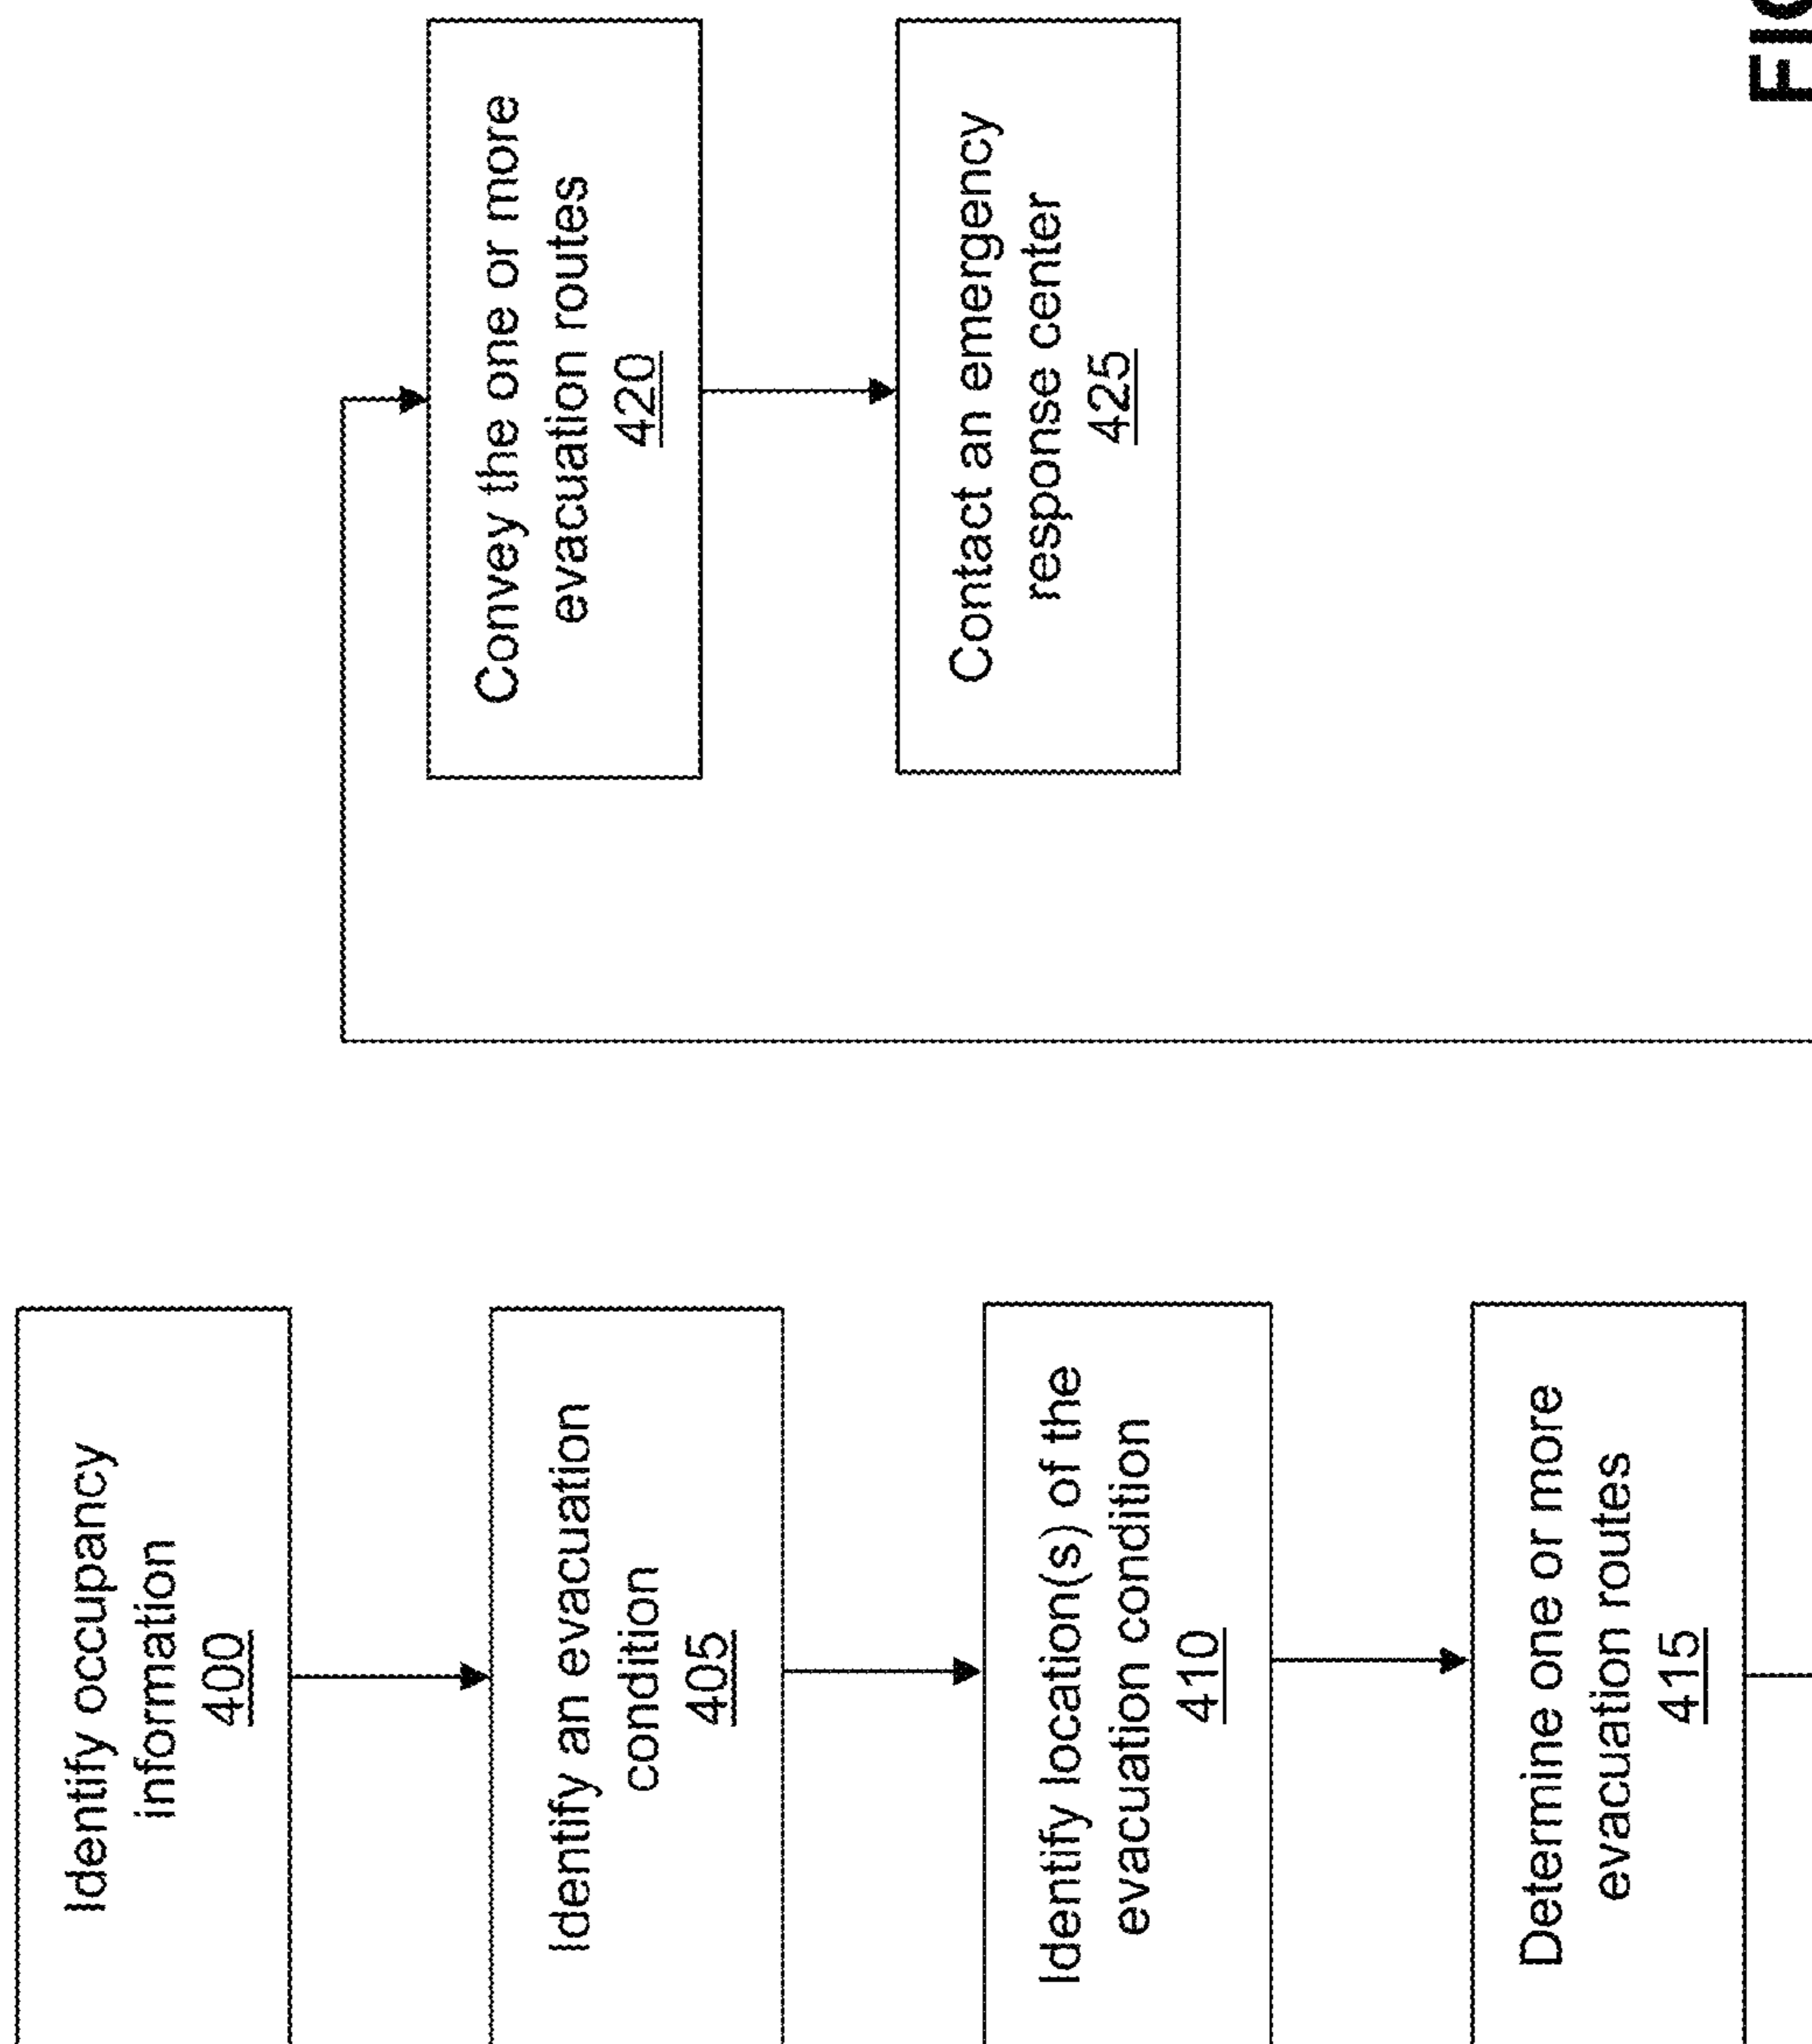 Identify occupancy
information
400
Identify an evacuation
condition
405
Identify location(s) of the
evacuation condition
410
Determine one or more
evacuation routes
415
Convey the one or more
evacuation routes
420
Contact an emergency
response center
425